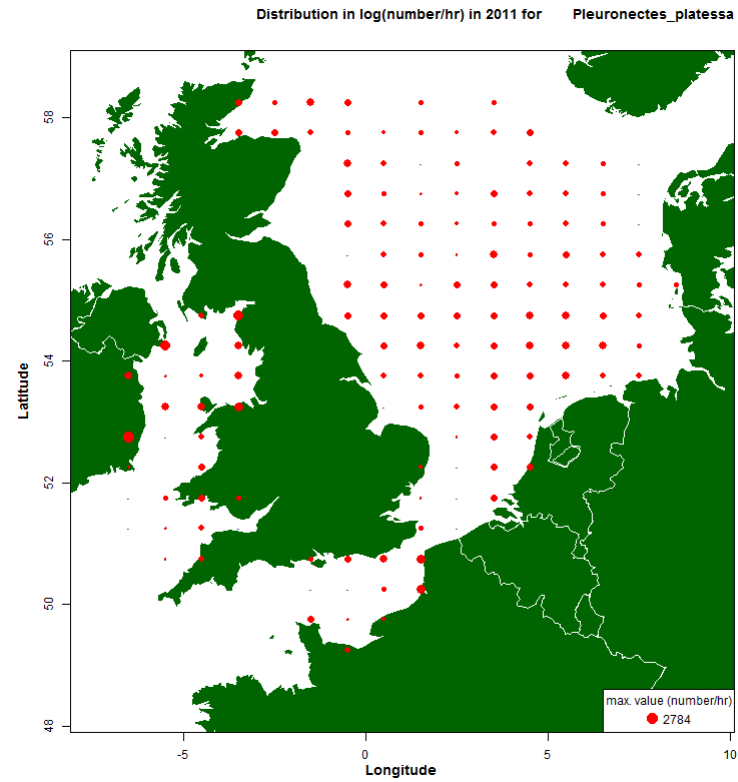 Distribution in log(number/hr) in 2011 for Pleuronectes_platessa
58
56
54
52
50
48
Latitude
-5 0 5 10
Longitude
max. value (number/hr)
2784